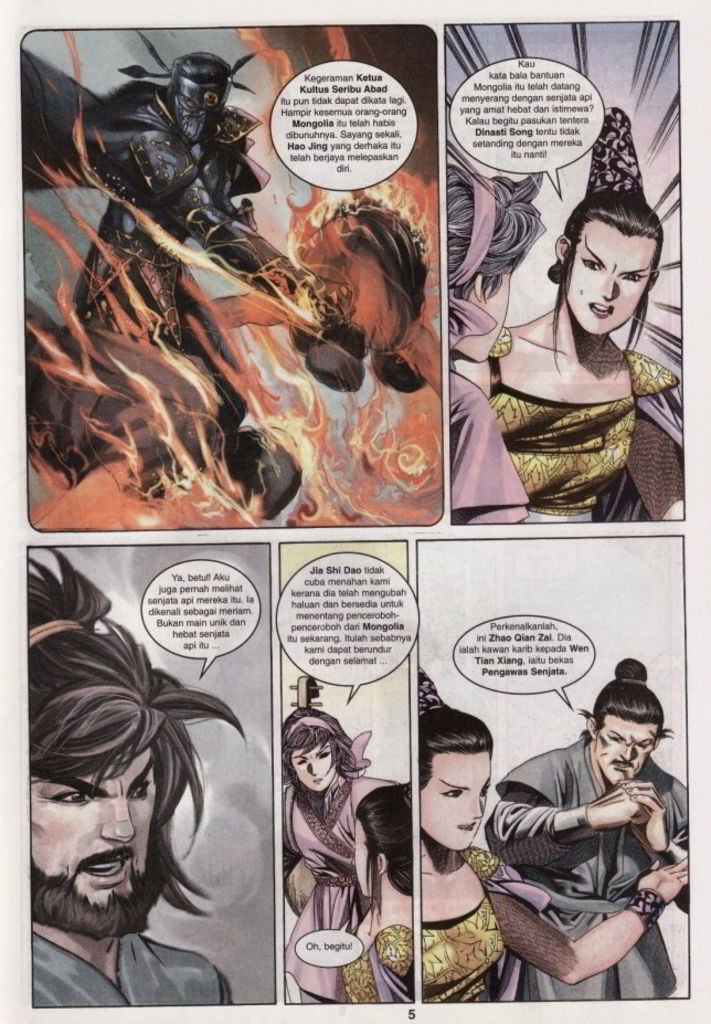 Kegeraman Ketua
Kultus Seribu Abad
itu pun tidak dapat dikata lagi.
Hampir kesemua orang-orang
Mongolia itu telah habis
dibunuhnya. Sayang sekali,
Hao Jing yang derhaka itu
telah berjaya melepaskan
diri.
Kau
kata bala bantuan
Mongolia itu telah datang
menyerang dengan senjata api
yang amat hebat dan istimewa?
Kalau begitu pasukan tentera
Dinasti Song tentu tidak
setanding dengan mereka
itu nanti!
Ya, betul! Aku
juga pernah melihat
senjata api mereka itu. Ia
dikenali sebagai meriam.
Bukan main unik dan
hebat senjata
api itu ...
Jia Shi Dao tidak
cuba menahan kami
kerana dia telah mengubah
haluan dan bersedia untuk
menentang penceroboh-
penceroboh dari Mongolia
itu sekarang. Itulah sebabnya
kami dapat berundur
dengan selamat ...
Oh, begitu!
Perkenalkanlah,
ini Zhao Qian Zai. Dia
ialah kawan karib kepada Wen
Tian Xiang, iaitu bekas
Pengawas Senjata.
5